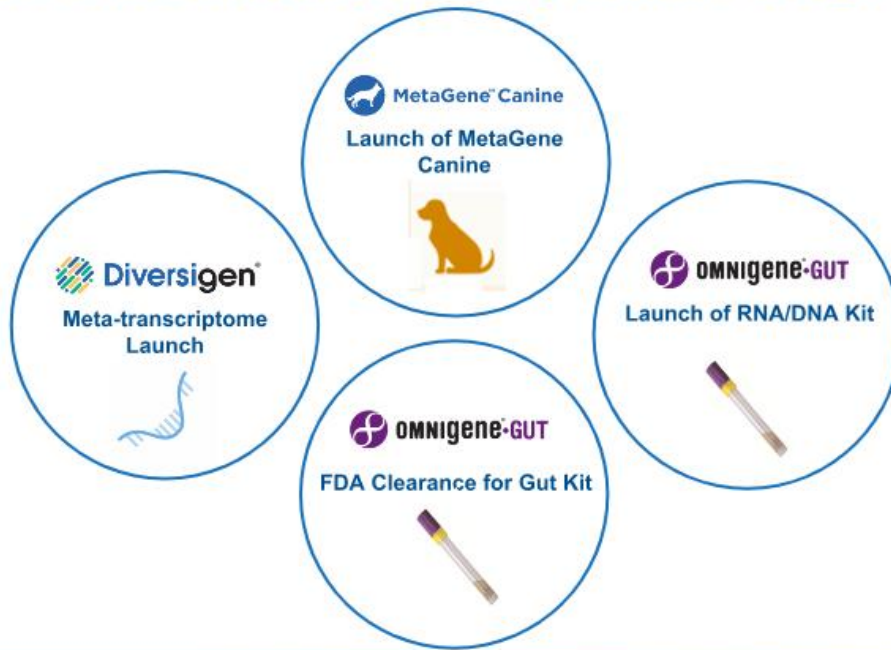 MetaGene™ Canine
Launch of MetaGene
Canine
Diversigen®
Meta-transcriptome
Launch
OMNIgene®•GUT
Launch of RNA/DNA Kit
OMNIgene®•GUT
FDA Clearance for Gut Kit